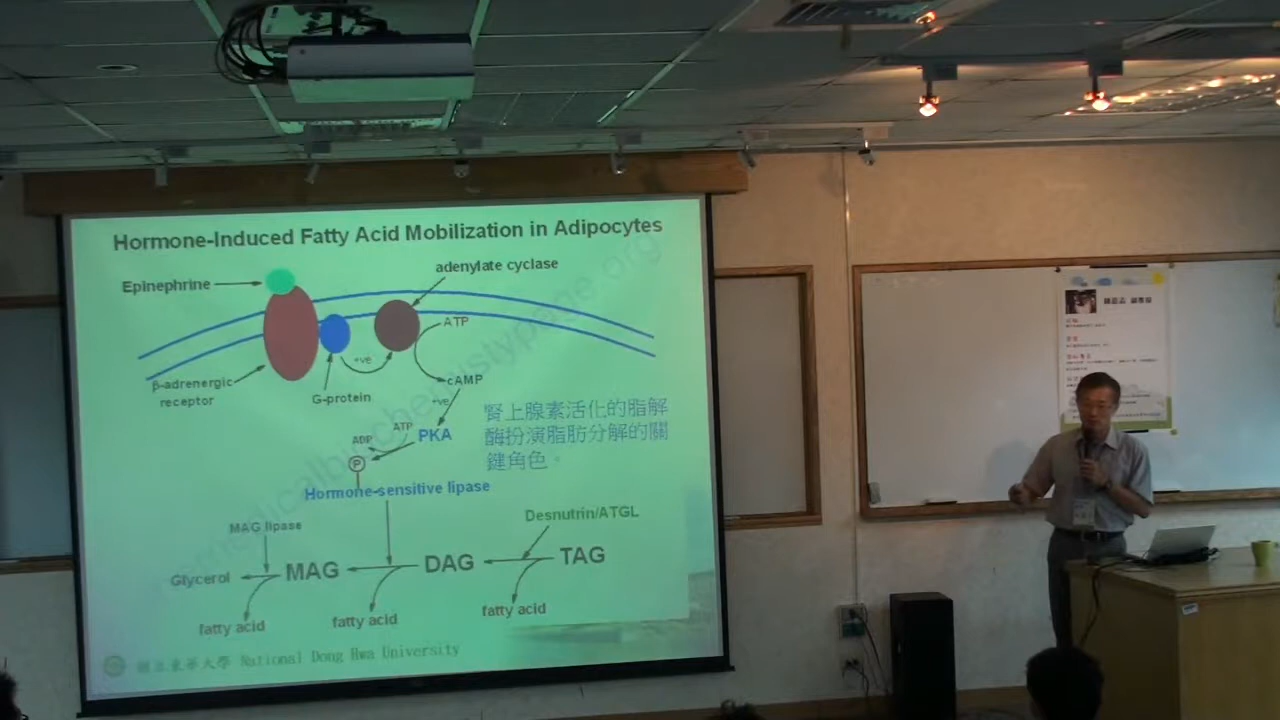 Hormone-Induced Fatty Acid Mobilization in Adipocytes
adenylate cyclase
Epinephrine
ATP
+ve
β-adrenergic
receptor
G-protein
cAMP
+ve
腎上腺素活化的脂解
酶扮演脂肪分解的關
鍵角色。
ATP
PKA
ADP
P
Hormone-sensitive lipase
Desnutrin/ATGL
MAG lipase
Glycerol
MAG
DAG
TAG
fatty acid
fatty acid
fatty acid
國立東華大學 National Dong Hwa University